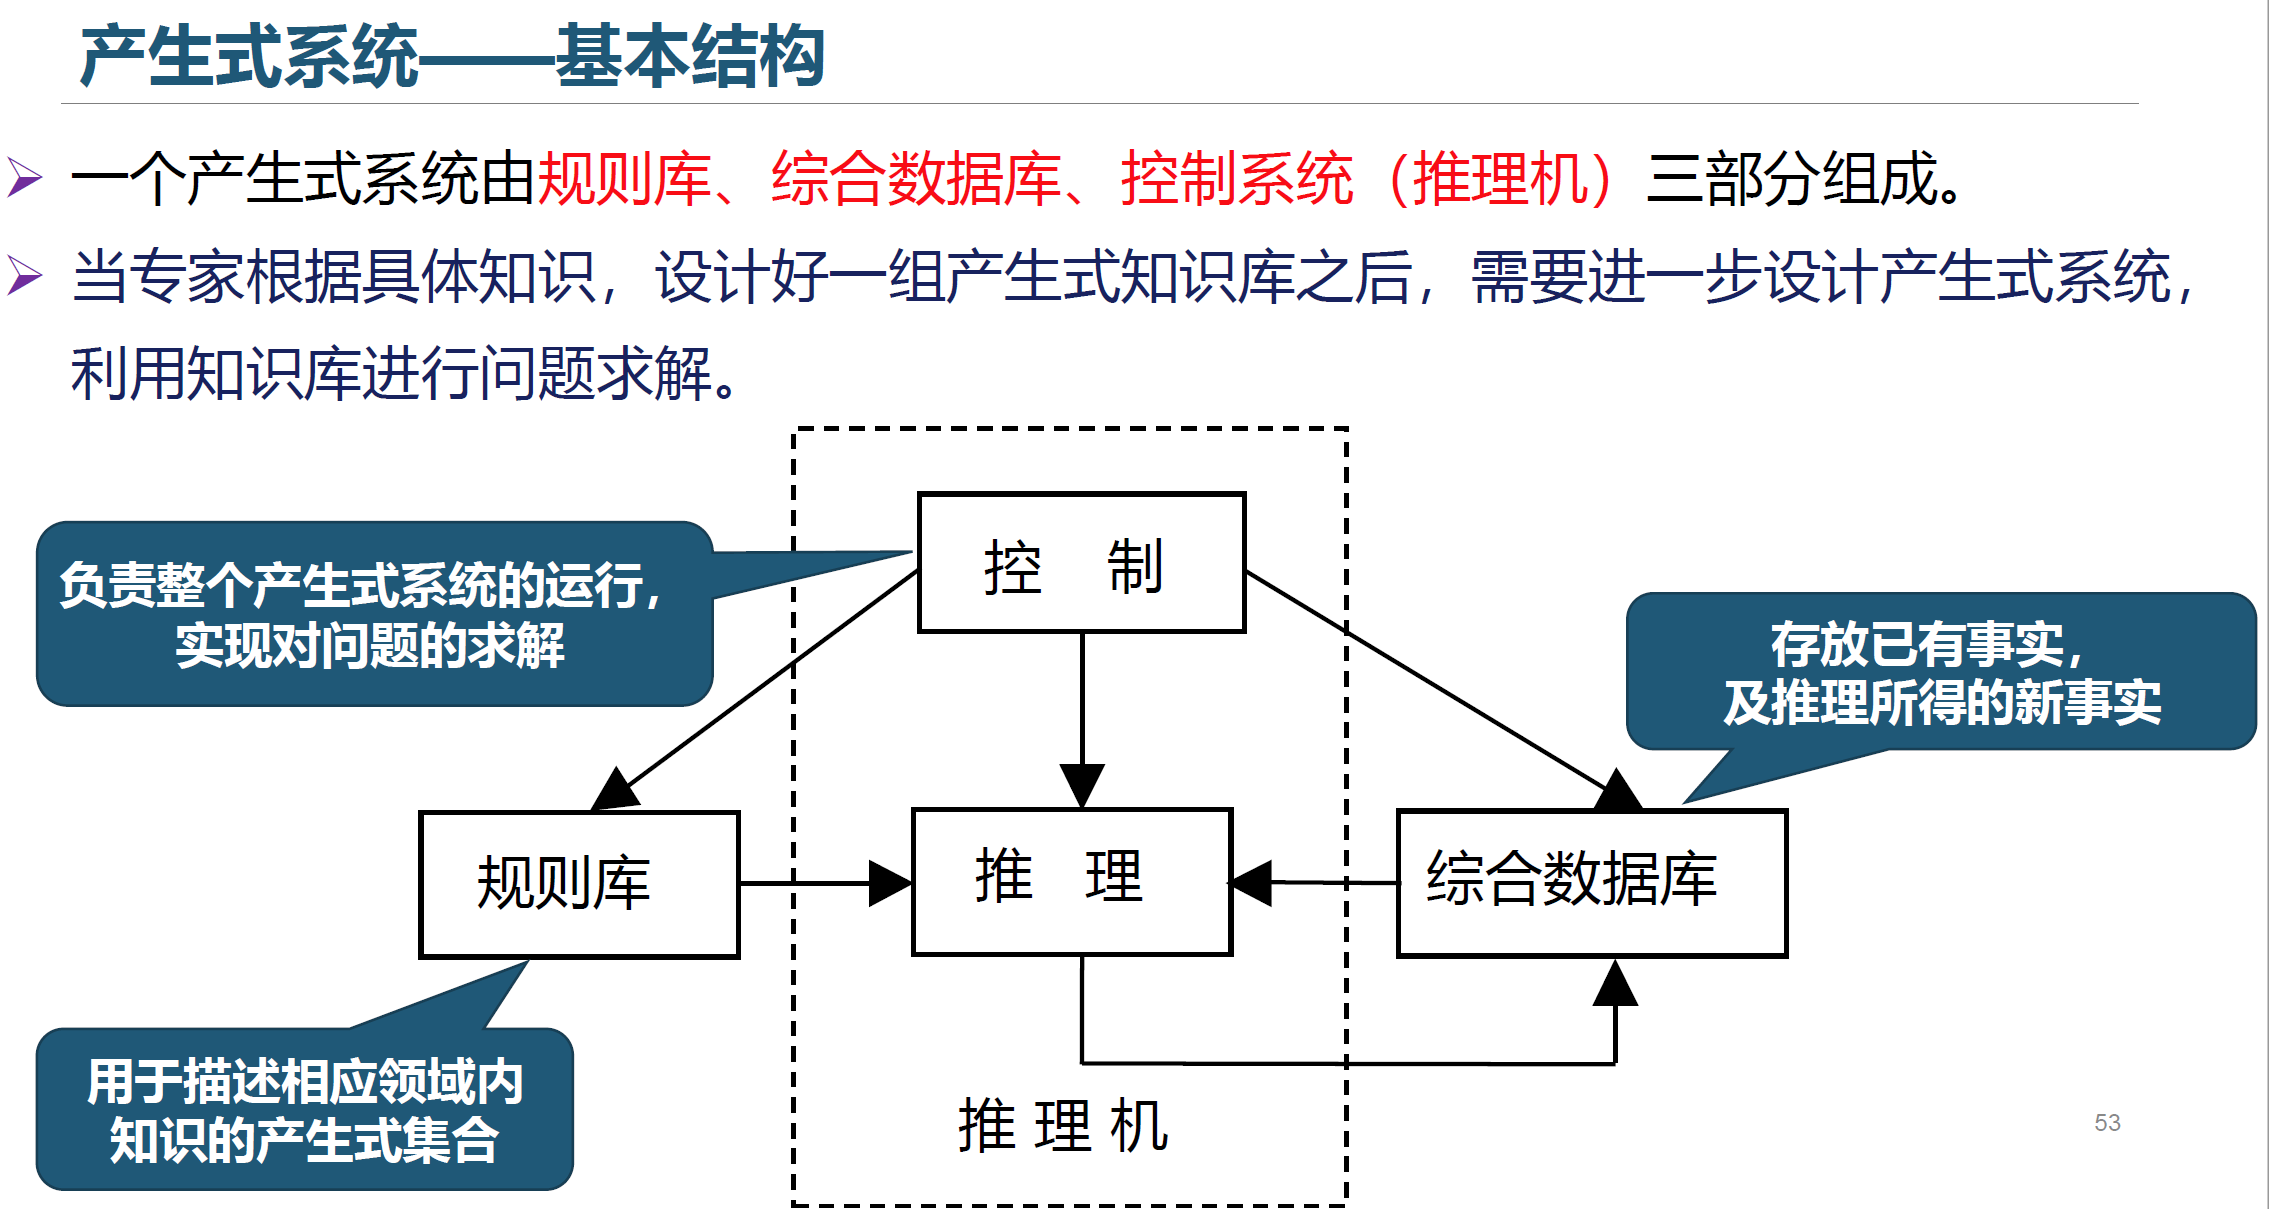 产生式系统——基本结构
一个产生式系统由规则库、综合数据库、控制系统（推理机）三部分组成。
当专家根据具体知识，设计好一组产生式知识库之后，需要进一步设计产生式系统，
利用知识库进行问题求解。
控 制
负责整个产生式系统的运行，
实现对问题的求解
存放已有事实，
及推理所得的新事实
规则库
推 理
综合数据库
用于描述相应领域内
知识的产生式集合
推 理 机
53